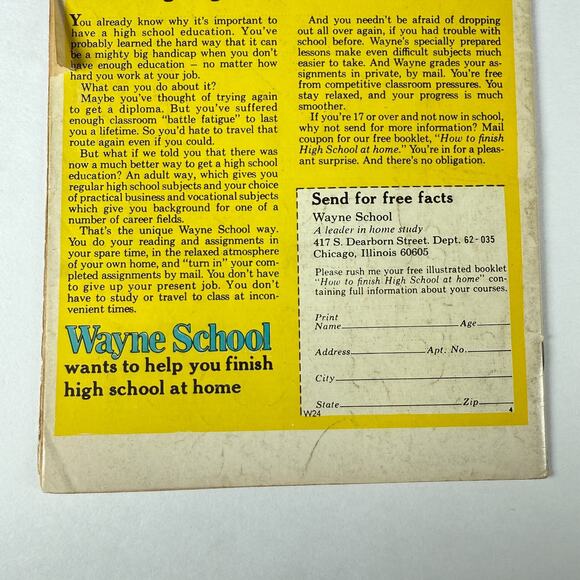 You already know why it's important to
have a high school education. You've
probably learned the hard way that it can
be a mighty big handicap when you don't
have enough education – no matter how
hard you work at your job.
What can you do about it?
Maybe you've thought of trying again
to get a diploma. But you've suffered
enough classroom "battle fatigue" to last
you a lifetime. So you'd hate to travel that
route again even if you could.
But what if we told you that there was
now a much better way to get a high school
education? An adult way, which gives you
regular high school subjects and your choice
of practical business and vocational subjects
which give you background for one of a
number of career fields.
That's the unique Wayne School way.
You do your reading and assignments in
your spare time, in the relaxed atmosphere
of your own home, and "turn in" your com-
pleted assignments by mail. You don't have
to give up your present job. You don't
have to study or travel to class at incon-
venient times.
Wayne School
wants to help you finish
high school at home
And you needn't be afraid of dropping
out all over again, if you had trouble with
school before. Wayne's specially prepared
lessons make even difficult subjects much
easier to take. And Wayne grades your as-
signments in private, by mail. You're free
from competitive classroom pressures. You
stay relaxed, and your progress is much
smoother.
If you're 17 or over and not now in school,
why not send for more information? Mail
coupon for our free booklet, "How to finish
High School at home." You're in for a pleas-
ant surprise. And there's no obligation.
Send for free facts
Wayne School
A leader in home study
417 S. Dearborn Street. Dept. 62-035
Chicago, Illinois 60605
Please rush me your free illustrated booklet
"How to finish High School at home" con-
taining full information about your courses.
Print
Name Age
Address Apt. No.
City
State Zip
W24 4